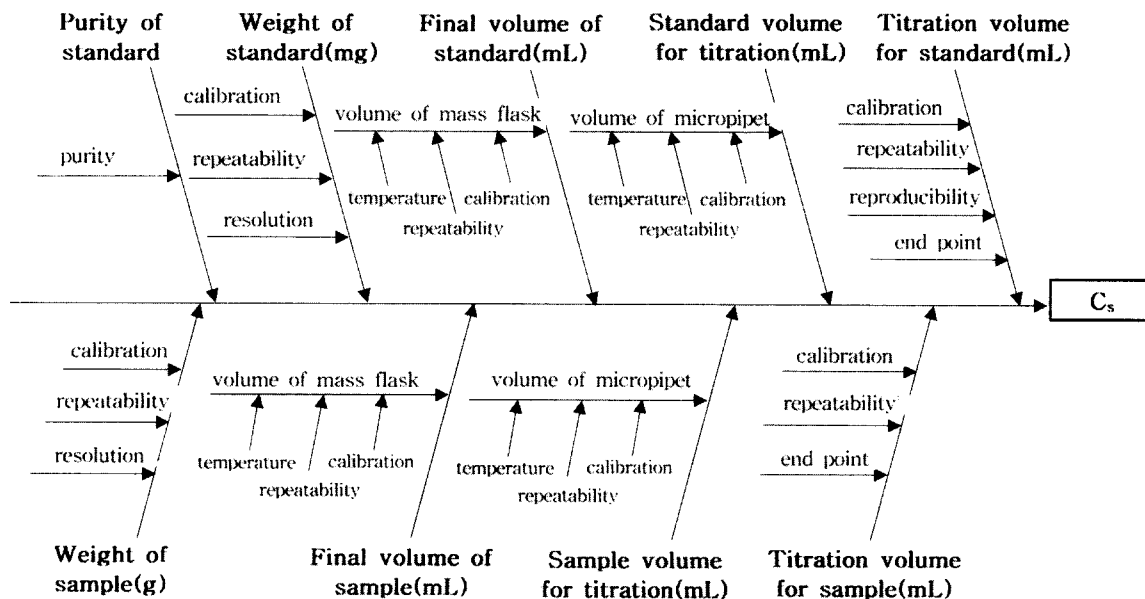 Purity of
standard
Weight of
standard(mg)
Final volume of
standard(mL)
Standard volume
for titration(mL)
Titration volume
for standard(mL)
calibration
purity
repeatability
resolution
volume of mass flask
temperature
calibration
repeatability
volume of micropipet
temperature
calibration
repeatability
calibration
repeatability
reproducibility
end point
C_s
calibration
repeatability
resolution
volume of mass flask
temperature
calibration
repeatability
volume of micropipet
temperature
calibration
repeatability
calibration
repeatability
end point
Weight of
sample(g)
Final volume of
sample(mL)
Sample volume
for titration(mL)
Titration volume
for sample(mL)